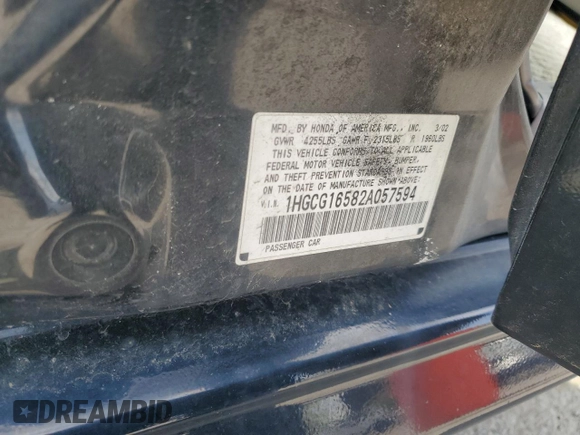 MFD. BY HONDA OF AMERICA MFG., INC. 3/02
GVWR 4255LBS GAWR F 2315LBS R 1960LBS
THIS VEHICLE CONFORMS TO ALL APPLICABLE
FEDERAL MOTOR VEHICLE SAFETY, BUMPER,
AND THEFT PREVENTION STANDARDS IN EFFECT
ON THE DATE OF MANUFACTURE SHOWN ABOVE.
V.I.N. 1HGCG16582A057594
PASSENGER CAR
DREAMBID